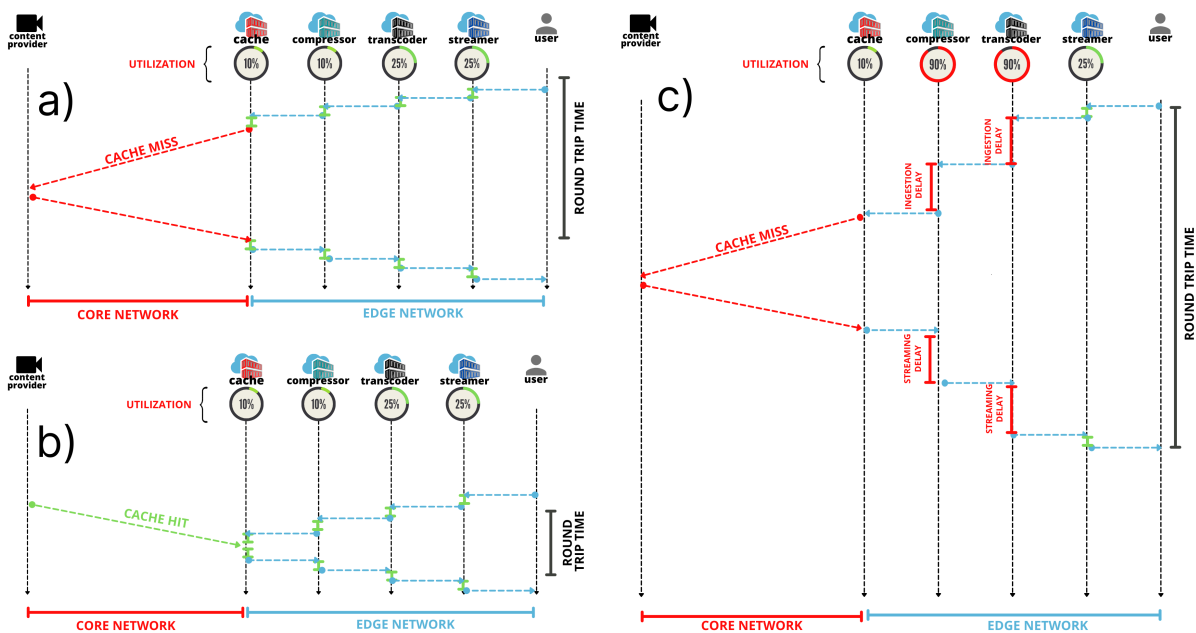 content
provider
cache
compressor
transcoder
streamer
user
UTILIZATION
10%
10%
25%
25%
a)
CACHE MISS
ROUND TRIP TIME
CORE NETWORK
EDGE NETWORK
content
provider
cache
compressor
transcoder
streamer
user
UTILIZATION
10%
10%
25%
25%
b)
CACHE HIT
ROUND
TRIP TIME
CORE NETWORK
EDGE NETWORK
content
provider
cache
compressor
transcoder
streamer
user
UTILIZATION
10%
90%
90%
25%
c)
INGESTION
DELAY
INGESTION
DELAY
CACHE MISS
ROUND TRIP TIME
STREAMING
DELAY
STREAMING
DELAY
CORE NETWORK
EDGE NETWORK